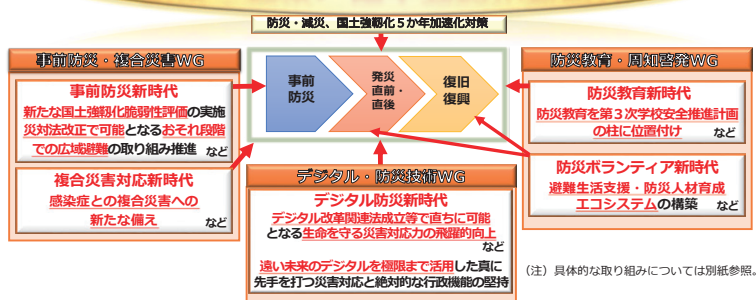 防災・減災、国土強靱化５か年加速化対策
事前防災・複合災害WG
事前防災新時代
新たな国土強靱化脆弱性評価の実施
災対法改正で可能となるおそれ段階
での広域避難の取り組み推進 など
複合災害対応新時代
感染症との複合災害への
新たな備え
など
事前
防災
発災
直前・
直後
復旧
復興
デジタル・防災技術WG
デジタル防災新時代
デジタル改革関連法成立等で直ちに可能
となる生命を守る災害対応力の飛躍的向上
など
遠い未来のデジタルを極限まで活用した真に
先手を打つ災害対応と絶対的な行政機能の堅持
防災教育・周知啓発WG
防災教育新時代
防災教育を第３次学校安全推進計画
の柱に位置付け など
防災ボランティア新時代
避難生活支援・防災人材育成
エコシステムの構築 など
（注）具体的な取り組みについては別紙参照。